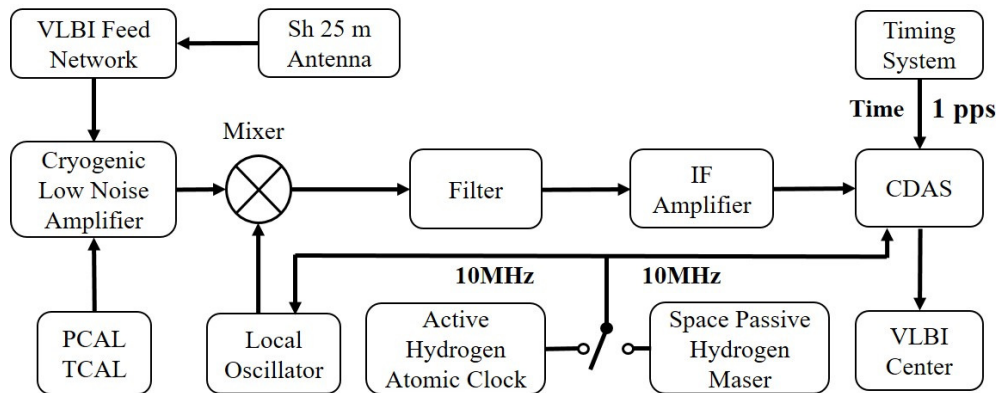 VLBI Feed
Network
Sh 25 m
Antenna
Timing
System
Time 1 pps
Mixer
Cryogenic
Low Noise
Amplifier
Filter
IF
Amplifier
CDAS
10MHz
10MHz
PCAL
TCAL
Local
Oscillator
Active
Hydrogen
Atomic Clock
Space Passive
Hydrogen
Maser
VLBI
Center